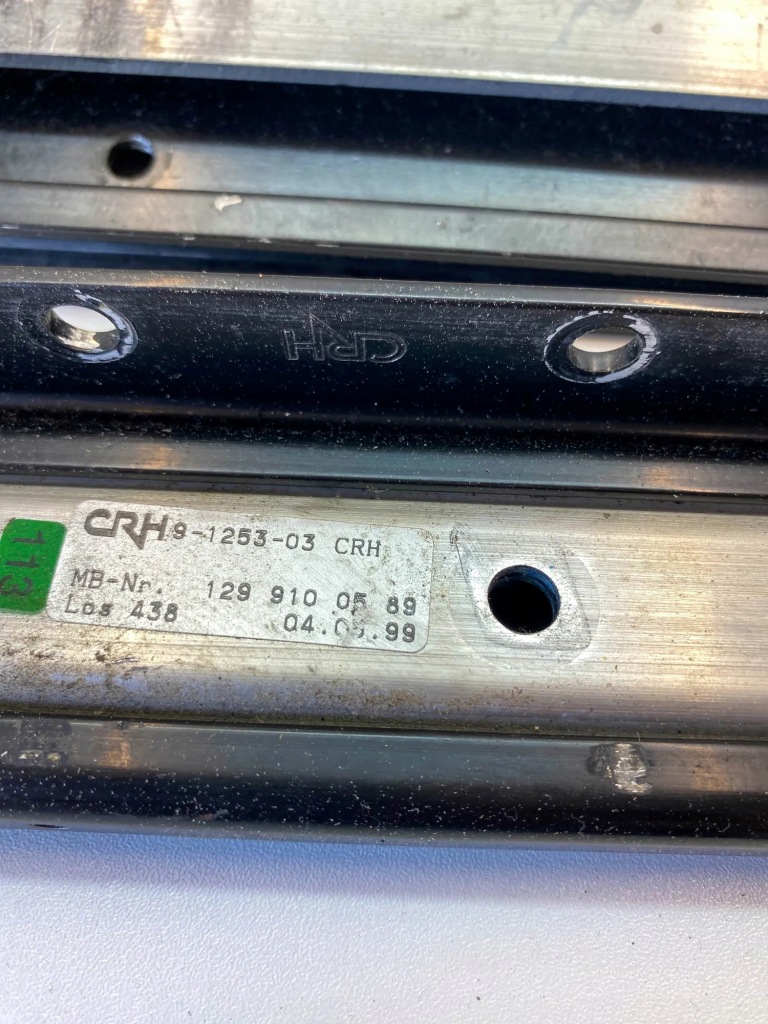 CRH
CRH 9-1253-03 CRH
MB-Nr. 129 910 05 89
Los 438
113